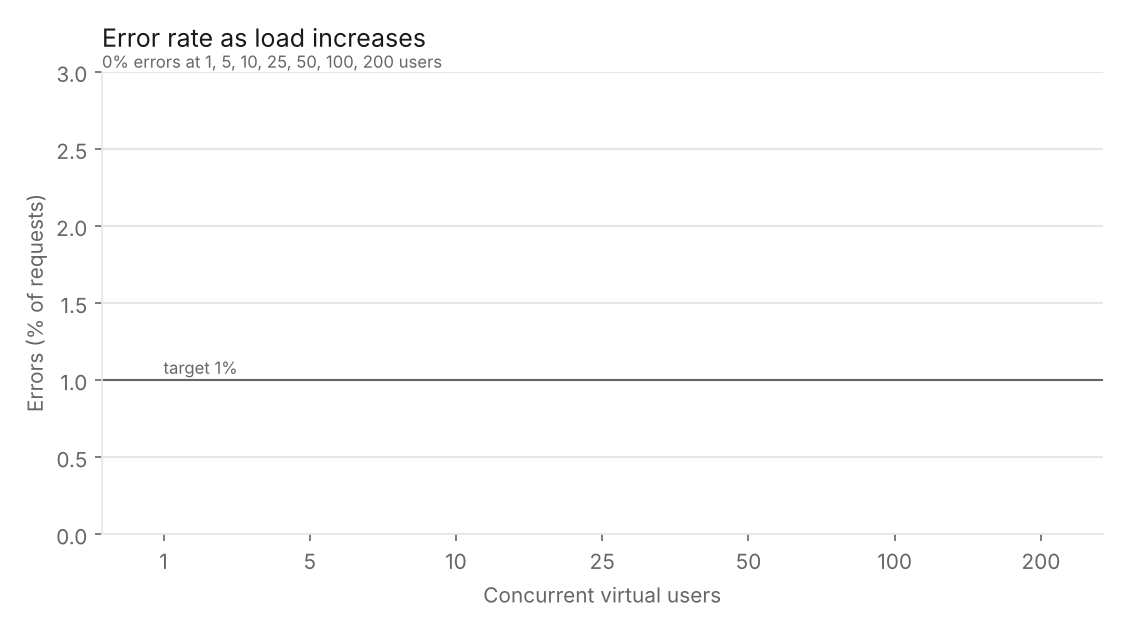 Error rate as load increases
0% errors at 1, 5, 10, 25, 50, 100, 200 users
3.0
2.5
2.0
1.5
1.0
0.5
0.0
Errors (% of requests)
target 1%
1 5 10 25 50 100 200
Concurrent virtual users